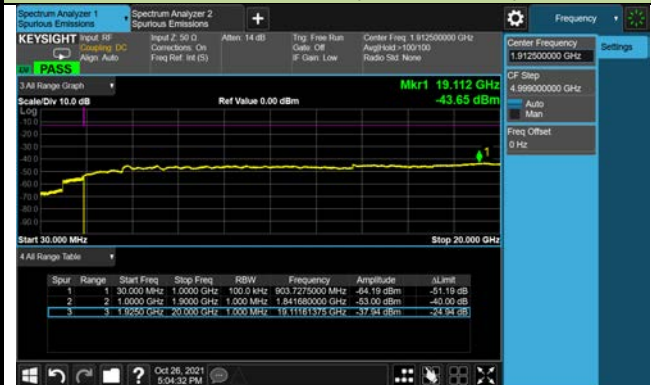 Spectrum Analyzer 1
Spurious Emissions
Spectrum Analyzer 2
Spurious Emissions
Frequency
KEYSIGHT
Input: RF
Coupling: DC
Align: Auto
Input Z: 50 Ω
Corrections: On
Freq Ref: Int (S)
Atten: 14 dB
Trig: Free Run
Gate: Off
IF Gain: Low
Center Freq: 1.912500000 GHz
Avg|Hold:>100/100
Radio Std: None
PASS
Center Frequency
1.912500000 GHz
Settings
CF Step
4.999000000 GHz
Auto
Man
Freq Offset
0 Hz
3 All Range Graph
Mkr1 19.112 GHz
-43.65 dBm
Scale/Div 10.0 dB
Ref Value 0.00 dBm
Log
-10.0
-20.0
-30.0
-40.0
-50.0
-60.0
-70.0
-80.0
-90.0
1
Start 30.000 MHz
Stop 20.000 GHz
4 All Range Table
Spur Range Start Freq Stop Freq RBW Frequency Amplitude ΔLimit
1 1 30.000 MHz 1.0000 GHz 100.0 kHz 903.7275000 MHz -64.19 dBm -51.19 dB
2 2 1.0000 GHz 1.9000 GHz 1.000 MHz 1.841680000 GHz -53.00 dBm -40.00 dB
3 3 1.9250 GHz 20.000 GHz 1.000 MHz 19.11161375 GHz -37.94 dBm -24.94 dB
Oct 26, 2021
5:04:32 PM